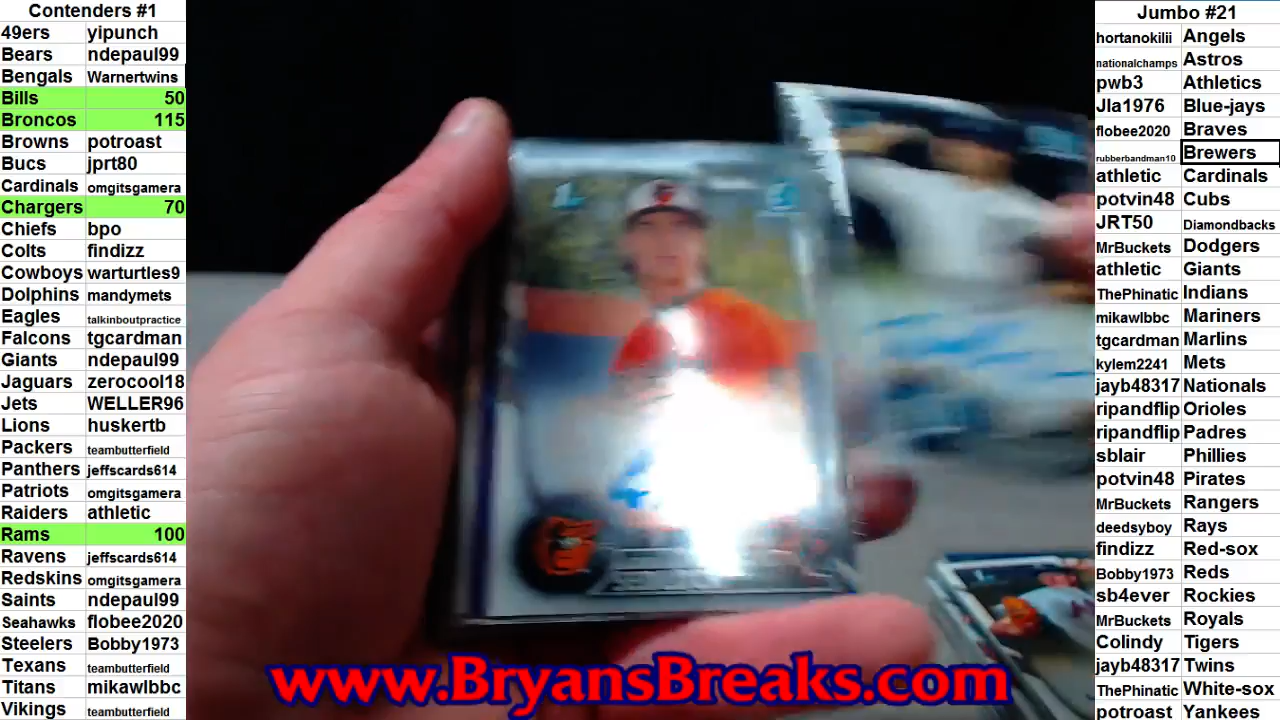 Contenders #1
49ers yipunch
Bears ndepaul99
Bengals Warnertwins
Bills 50
Broncos 115
Browns potroast
Bucs jprt80
Cardinals omgitsgamera
Chargers 70
Chiefs bpo
Colts findizz
Cowboys warturtles9
Dolphins mandymets
Eagles talkinboutpractice
Falcons tgcardman
Giants ndepaul99
Jaguars zerocool18
Jets WELLER96
Lions huskertb
Packers teambutterfield
Panthers jeffscards614
Patriots omgitsgamera
Raiders athletic
Rams 100
Ravens jeffscards614
Redskins omgitsgamera
Saints ndepaul99
Seahawks flobee2020
Steelers Bobby1973
Texans teambutterfield
Titans mikawlbbc
Vikings teambutterfield
www.BryansBreaks.com
Jumbo #21
hortanokilii Angels
nationalchamps Astros
pwb3 Athletics
Jla1976 Blue-jays
flobee2020 Braves
rubberbandman10 Brewers
athletic Cardinals
potvin48 Cubs
JRT50 Diamondbacks
MrBuckets Dodgers
athletic Giants
ThePhinatic Indians
mikawlbbc Mariners
tgcardman Marlins
kylem2241 Mets
jayb48317 Nationals
ripandflip Orioles
ripandflip Padres
sblair Phillies
potvin48 Pirates
MrBuckets Rangers
deedsyboy Rays
findizz Red-sox
Bobby1973 Reds
sb4ever Rockies
MrBuckets Royals
Colindy Tigers
jayb48317 Twins
ThePhinatic White-sox
potroast Yankees